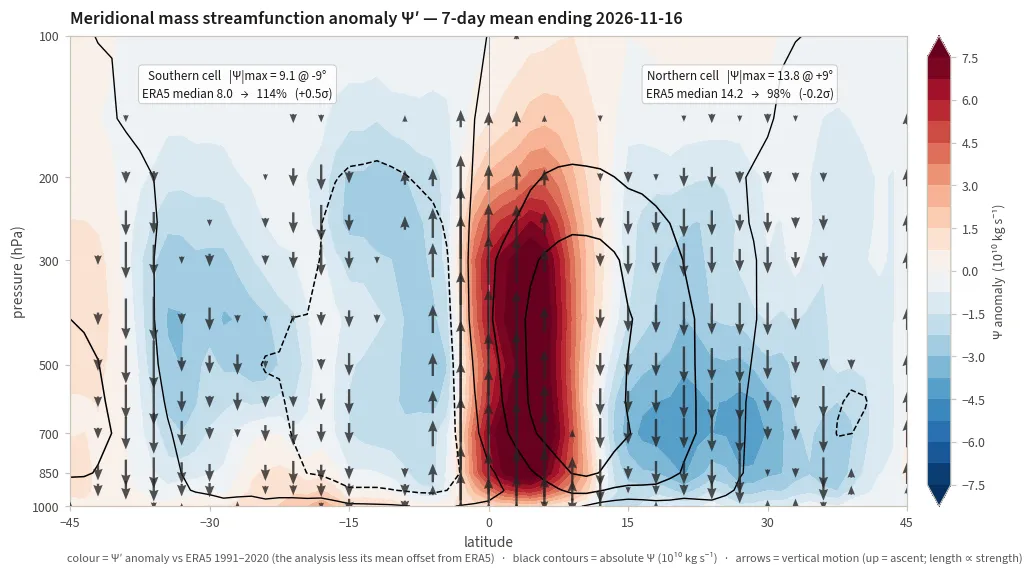 Meridional mass streamfunction anomaly Ψ′ — 7-day mean ending 2026-11-16
100
200
300
500
700
850
1000
pressure (hPa)
Southern cell |Ψ|max = 9.1 @ -9°
ERA5 median 8.0 → 114% (+0.5σ)
Northern cell |Ψ|max = 13.8 @ +9°
ERA5 median 14.2 → 98% (-0.2σ)
−45
−30
−15
0
15
30
45
latitude
7.5
6.0
4.5
3.0
1.5
0.0
−1.5
−3.0
−4.5
−6.0
−7.5
Ψ anomaly (10¹⁰ kg s⁻¹)
colour = Ψ′ anomaly vs ERA5 1991–2020 (the analysis less its mean offset from ERA5) · black contours = absolute Ψ (10¹⁰ kg s⁻¹) · arrows = vertical motion (up = ascent; length ∝ strength)